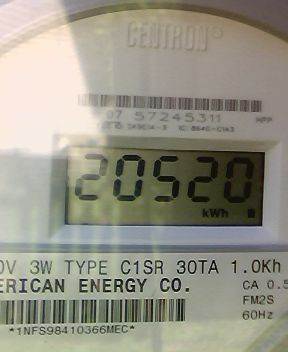 CENTRON®
07 57245311 HPP
20520
kWh
0V 3W TYPE C1SR 30TA 1.0Kh
ERICAN ENERGY CO. CA 0.5
FM2S
*1NFS98410366MEC* 60Hz